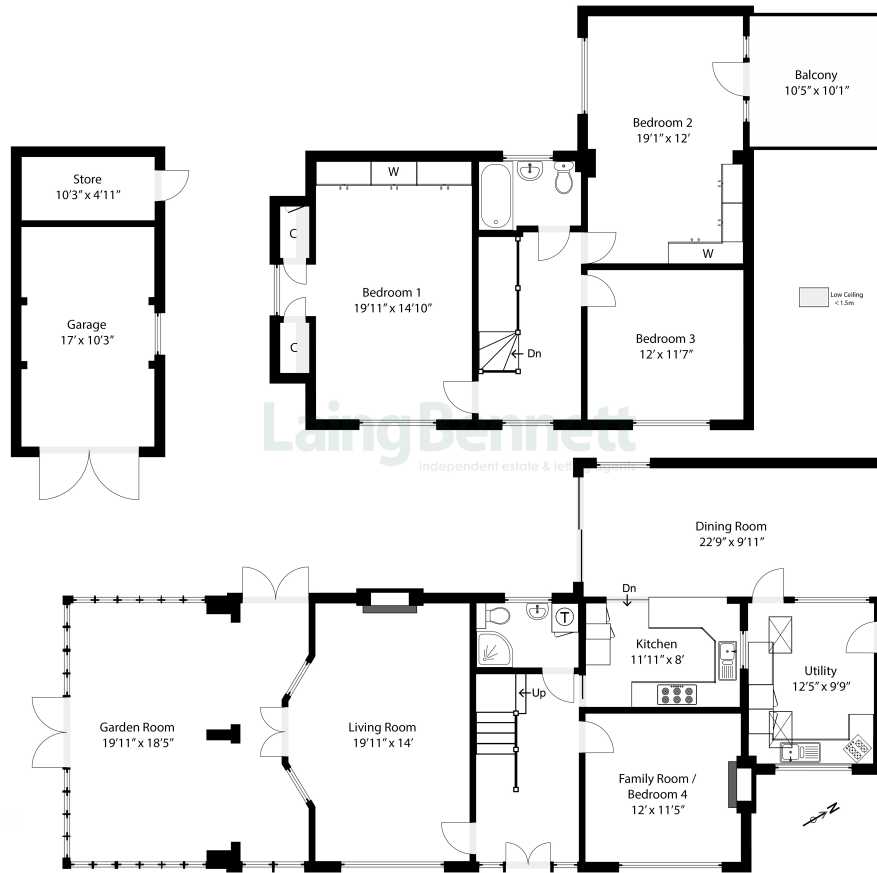 Balcony
10'5" x 10'1"
Bedroom 2
19'1" x 12'
W
Store
10'3" x 4'11"
C
W
Bedroom 1
19'11" x 14'10"
Low Ceiling
< 1.5m
Garage
17' x 10'3"
Bedroom 3
12' x 11'7"
C
Dn
Laing Bennett
Independent estate & letting agents
Dining Room
22'9" x 9'11"
Dn
T
Kitchen
11'11" x 8'
Utility
12'5" x 9'9"
Up
Garden Room
19'11" x 18'5"
Living Room
19'11" x 14'
Family Room /
Bedroom 4
12' x 11'5"
N